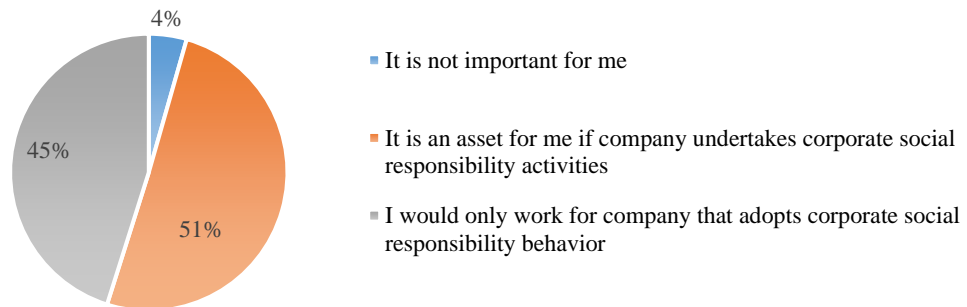 4%
It is not important for me
It is an asset for me if company undertakes corporate social
responsibility activities
45%
I would only work for company that adopts corporate social
responsibility behavior
51%